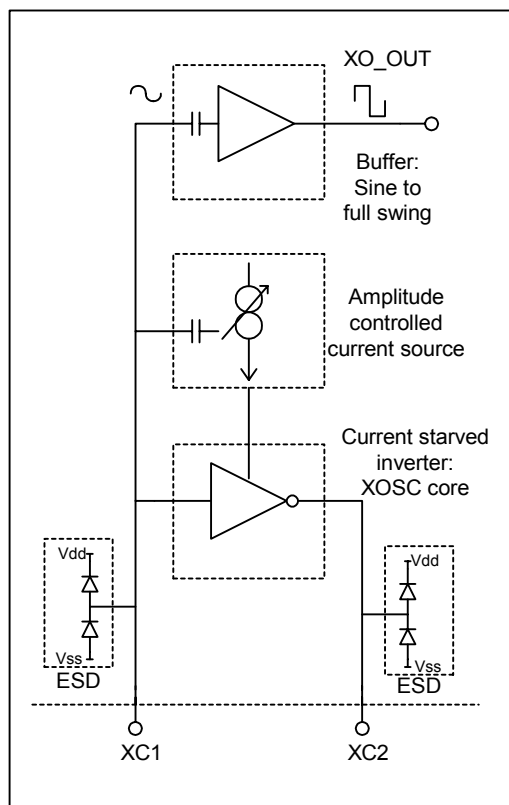 XO_OUT
Buffer:
Sine to
full swing
Amplitude
controlled
current source
Current starved
inverter:
XOSC core
Vdd
Vss
ESD
Vdd
Vss
ESD
XC1
XC2